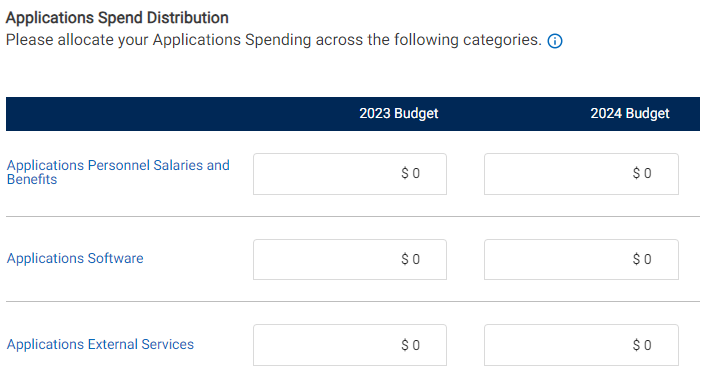 Applications Spend Distribution
Please allocate your Applications Spending across the following categories.
2023 Budget 2024 Budget
Applications Personnel Salaries and
Benefits
$ 0 $ 0
Applications Software $ 0 $ 0
Applications External Services $ 0 $ 0